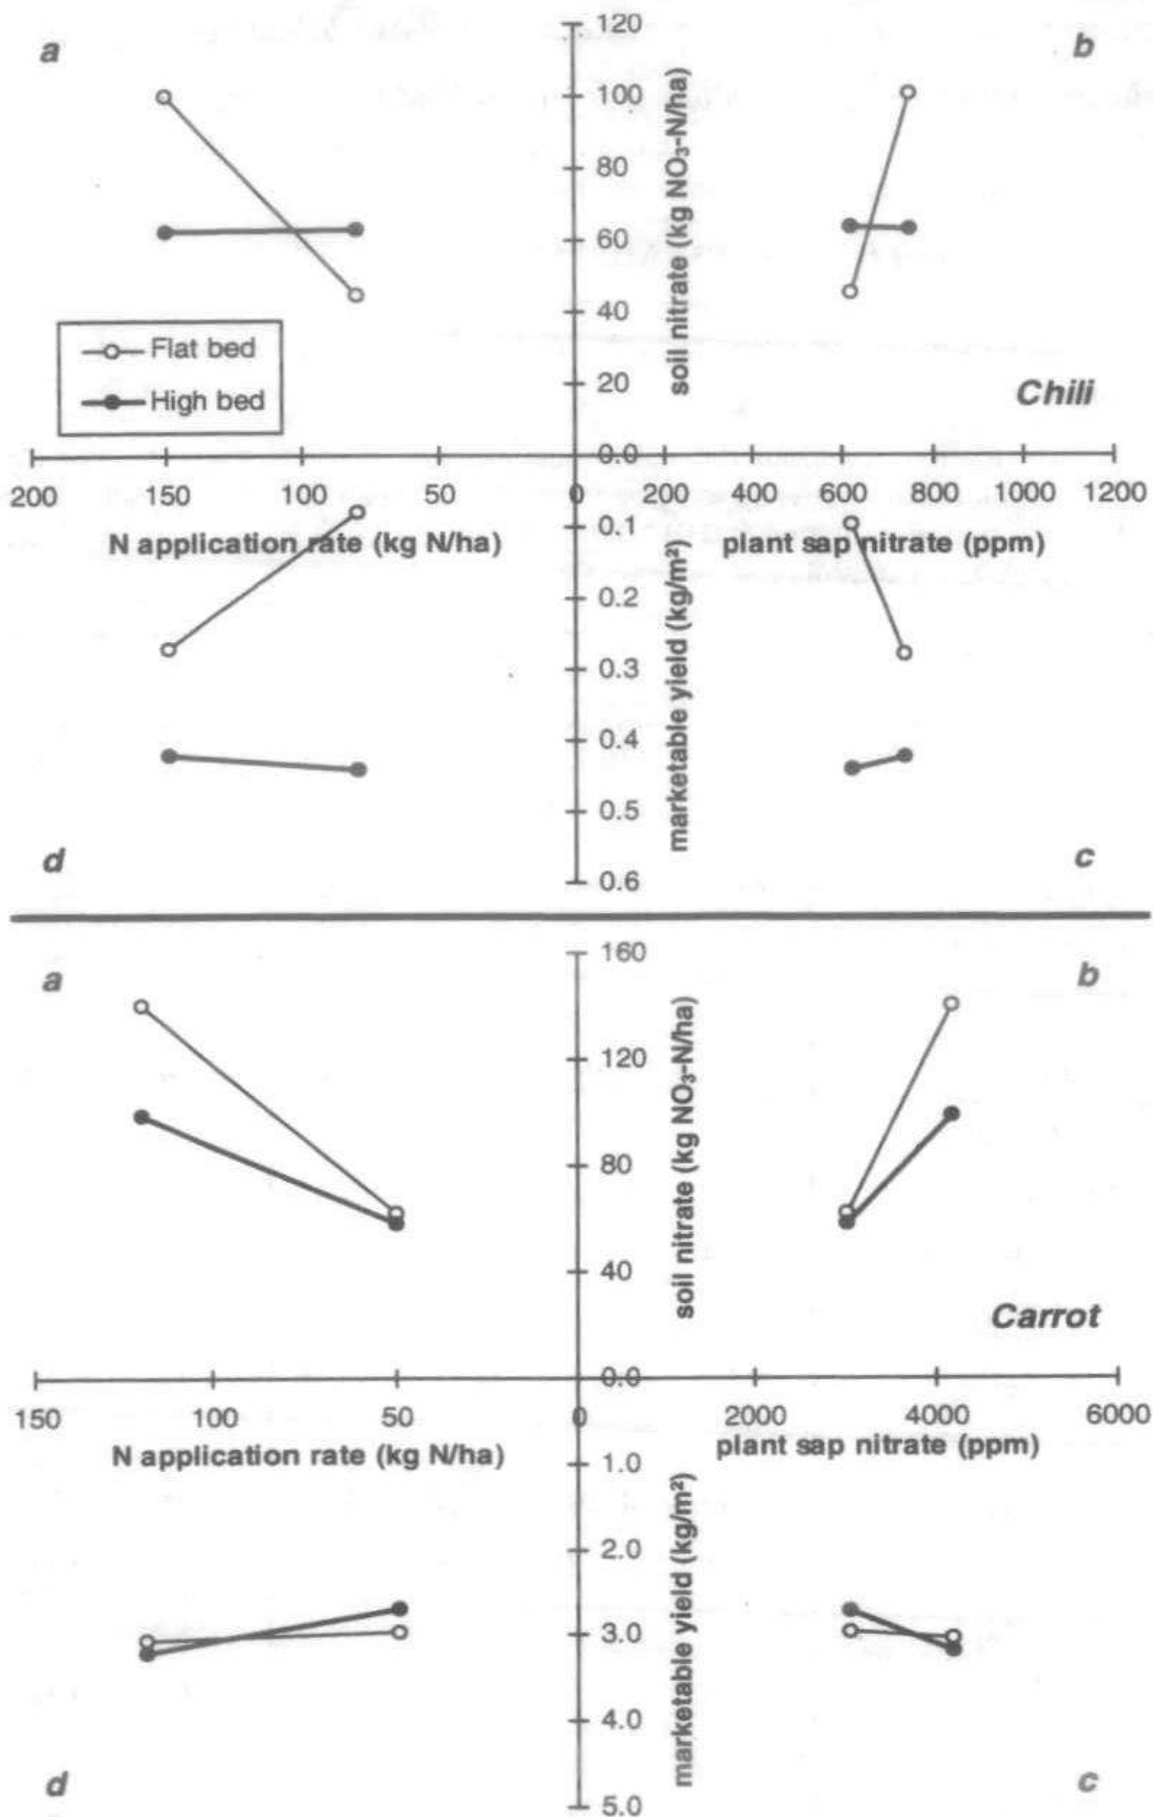 a
b
120
100
80
60
40
20
0.0
soil nitrate (kg NO₃-N/ha)
Flat bed
High bed
Chili
200 150 100 50 0 200 400 600 800 1000 1200
N application rate (kg N/ha)
plant sap nitrate (ppm)
0.1
0.2
0.3
0.4
0.5
0.6
marketable yield (kg/m²)
d
c
a
b
160
120
80
40
0.0
soil nitrate (kg NO₃-N/ha)
Carrot
150 100 50 0 2000 4000 6000
N application rate (kg N/ha)
plant sap nitrate (ppm)
1.0
2.0
3.0
4.0
5.0
marketable yield (kg/m²)
d
c